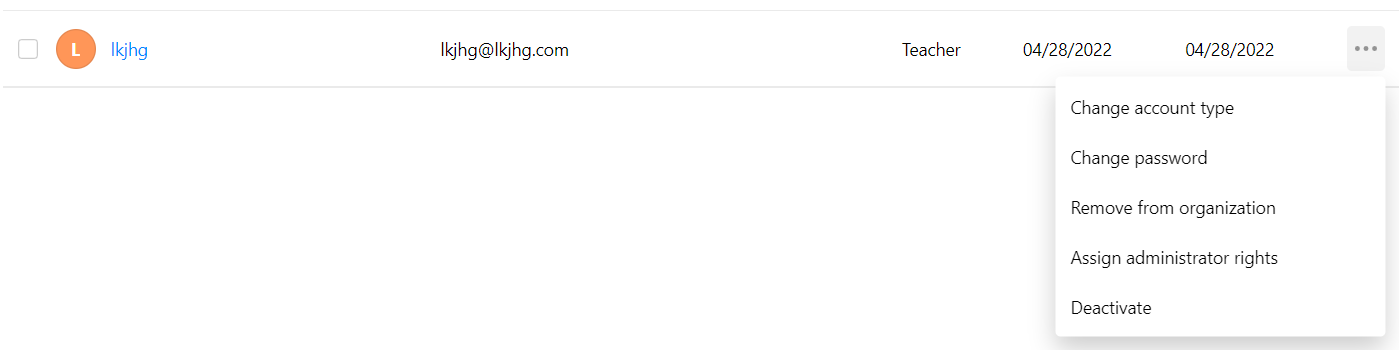 L lkjhg lkjhg@lkjhg.com Teacher 04/28/2022 04/28/2022
Change account type
Change password
Remove from organization
Assign administrator rights
Deactivate